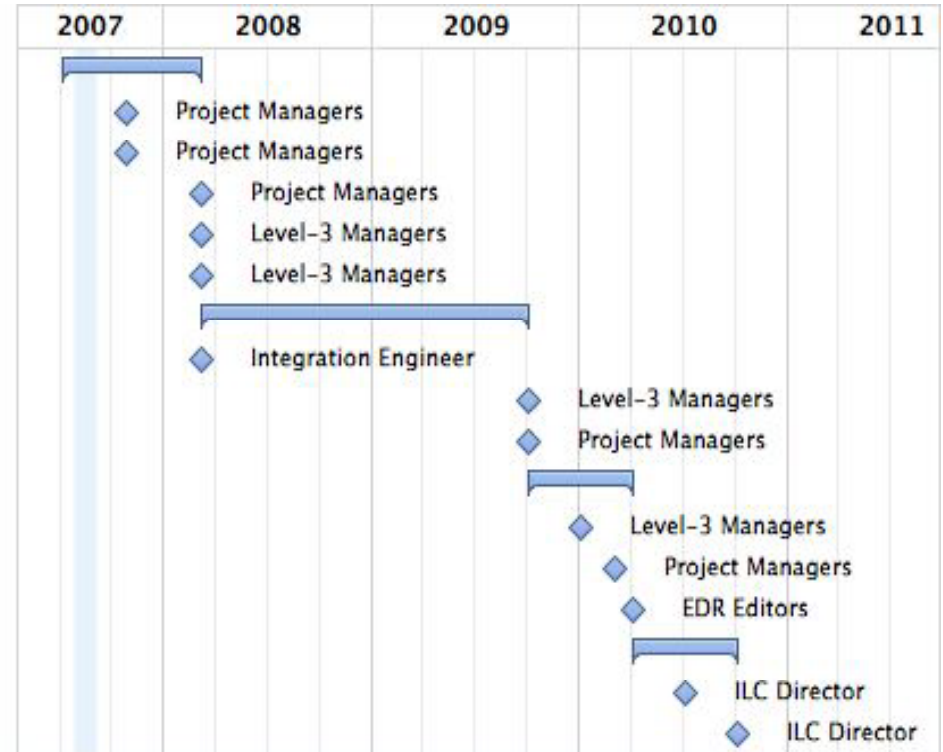 2007 2008 2009 2010 2011
Project Managers
Project Managers
Project Managers
Level-3 Managers
Level-3 Managers
Integration Engineer
Level-3 Managers
Project Managers
Level-3 Managers
Project Managers
EDR Editors
ILC Director
ILC Director